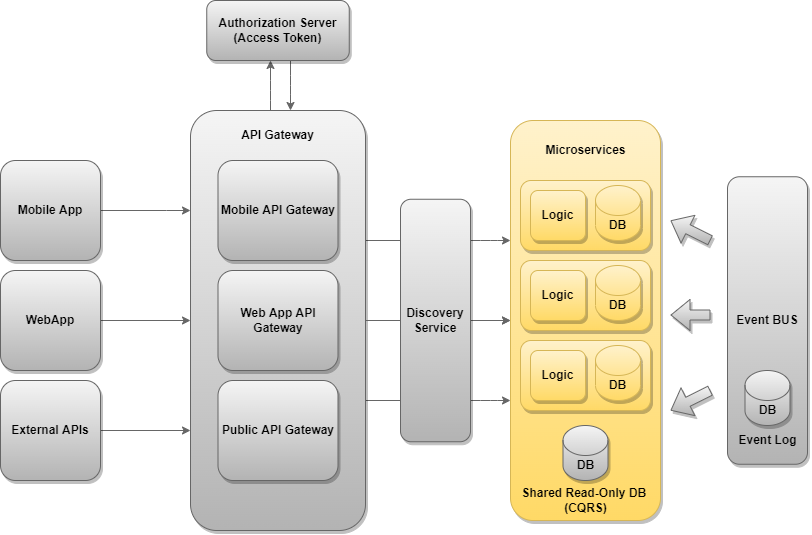 Authorization Server
(Access Token)
API Gateway
Mobile App
WebApp
External APIs
Mobile API Gateway
Web App API
Gateway
Public API Gateway
Discovery
Service
Microservices
Logic
DB
Logic
DB
Logic
DB
DB
Shared Read-Only DB
(CQRS)
Event BUS
DB
Event Log